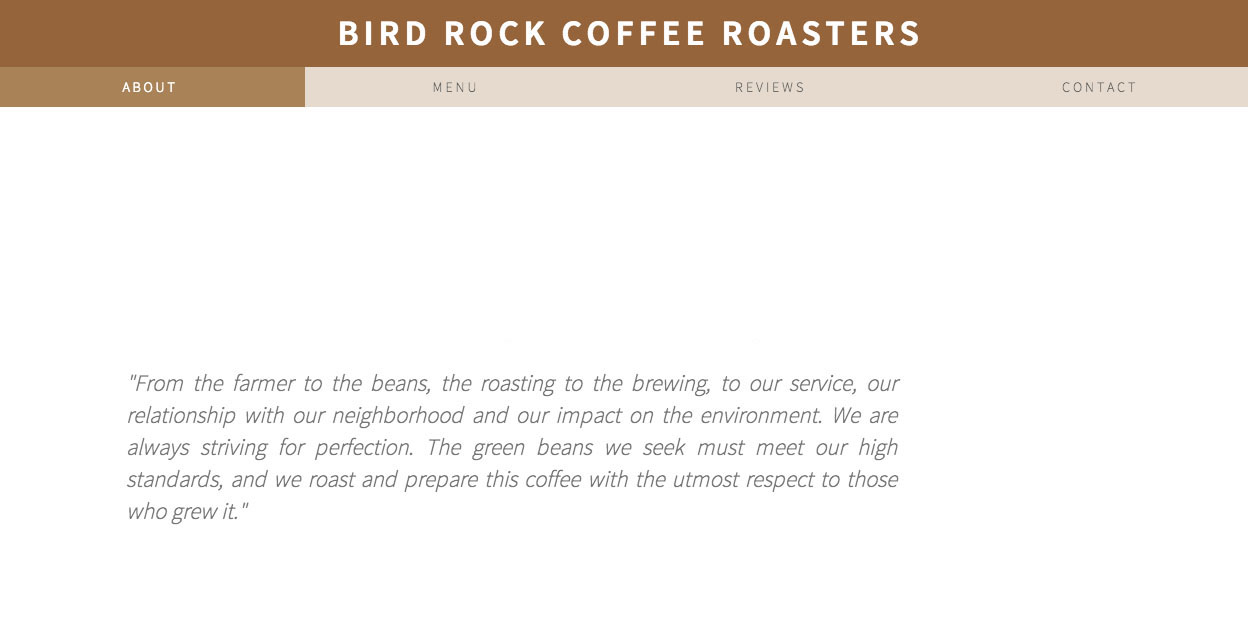 BIRD ROCK COFFEE ROASTERS
ABOUT
MENU
REVIEWS
CONTACT
"From the farmer to the beans, the roasting to the brewing, to our service, our
relationship with our neighborhood and our impact on the environment. We are
always striving for perfection. The green beans we seek must meet our high
standards, and we roast and prepare this coffee with the utmost respect to those
who grew it."